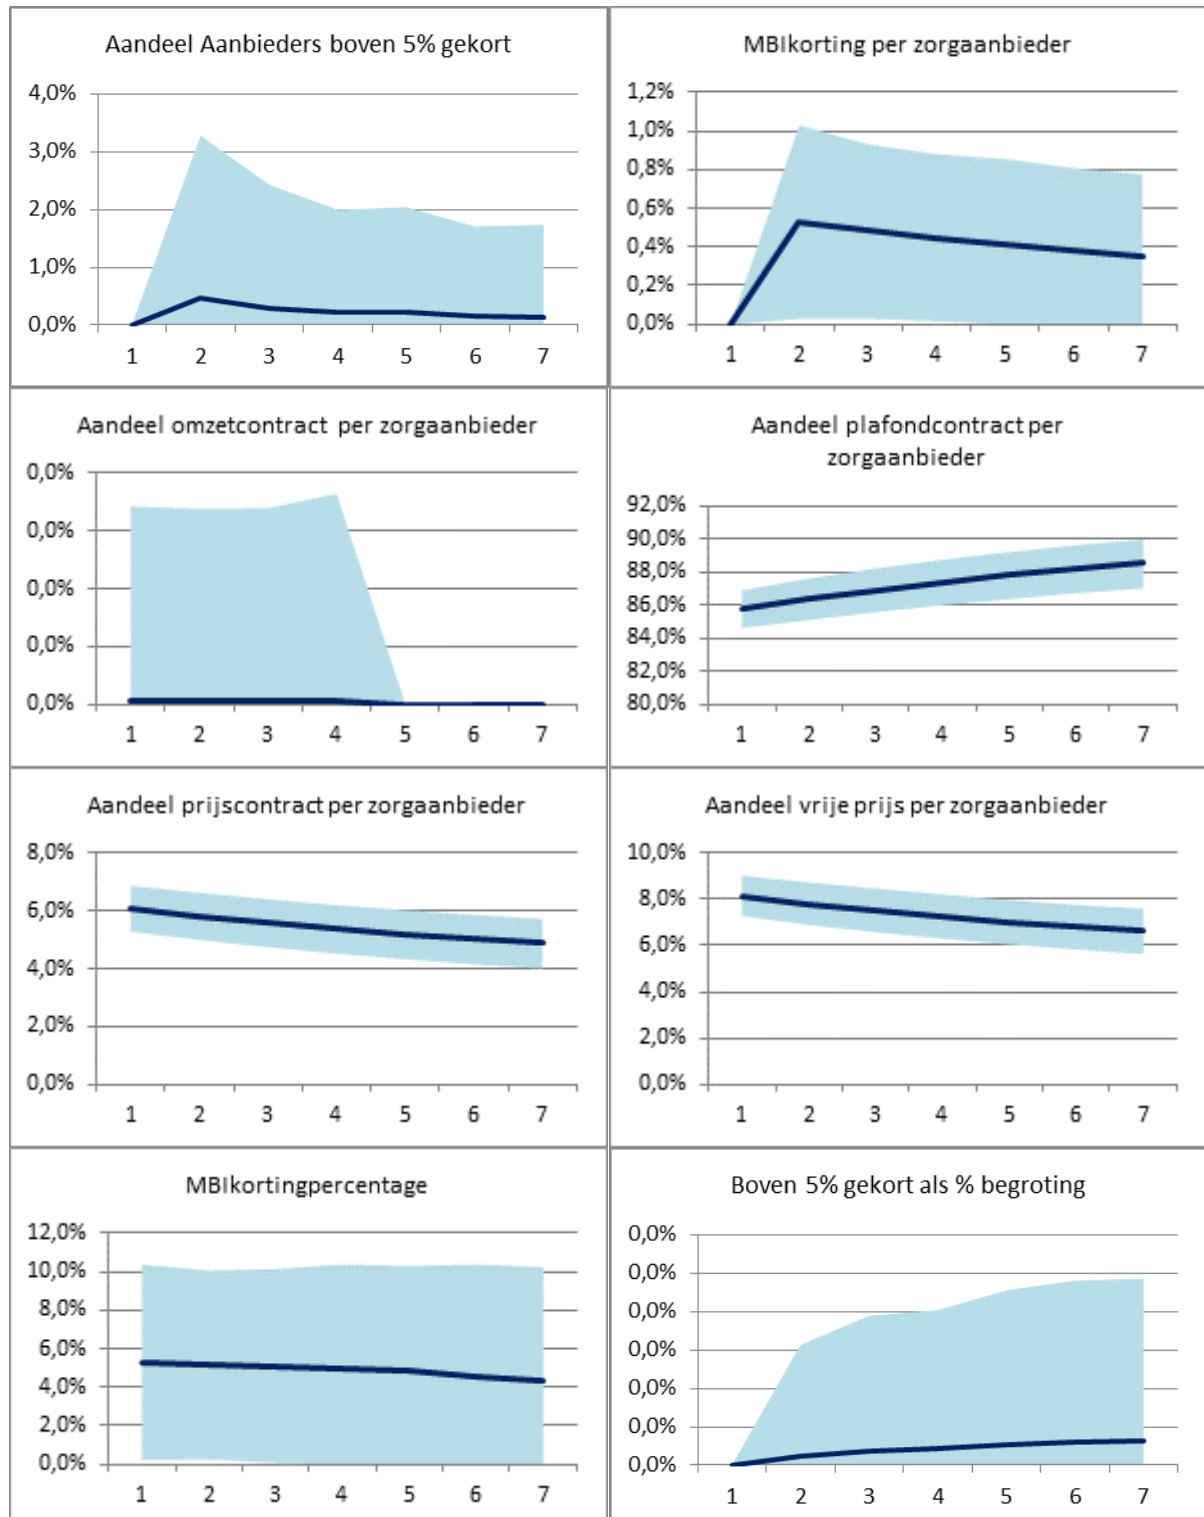 Aandeel Aanbieders boven 5% gekort
4,0%
3,0%
2,0%
1,0%
0,0%
1 2 3 4 5 6 7
MBIkorting per zorgaanbieder
1,2%
1,0%
0,8%
0,6%
0,4%
0,2%
0,0%
1 2 3 4 5 6 7
Aandeel omzetcontract per zorgaanbieder
0,0%
0,0%
0,0%
0,0%
0,0%
1 2 3 4 5 6 7
Aandeel plafondcontract per
zorgaanbieder
92,0%
90,0%
88,0%
86,0%
84,0%
82,0%
80,0%
1 2 3 4 5 6 7
Aandeel prijscontract per zorgaanbieder
8,0%
6,0%
4,0%
2,0%
0,0%
1 2 3 4 5 6 7
Aandeel vrije prijs per zorgaanbieder
10,0%
8,0%
6,0%
4,0%
2,0%
0,0%
1 2 3 4 5 6 7
MBIkortingpercentage
12,0%
10,0%
8,0%
6,0%
4,0%
2,0%
0,0%
1 2 3 4 5 6 7
Boven 5% gekort als % begroting
0,0%
0,0%
0,0%
0,0%
0,0%
0,0%
0,0%
1 2 3 4 5 6 7